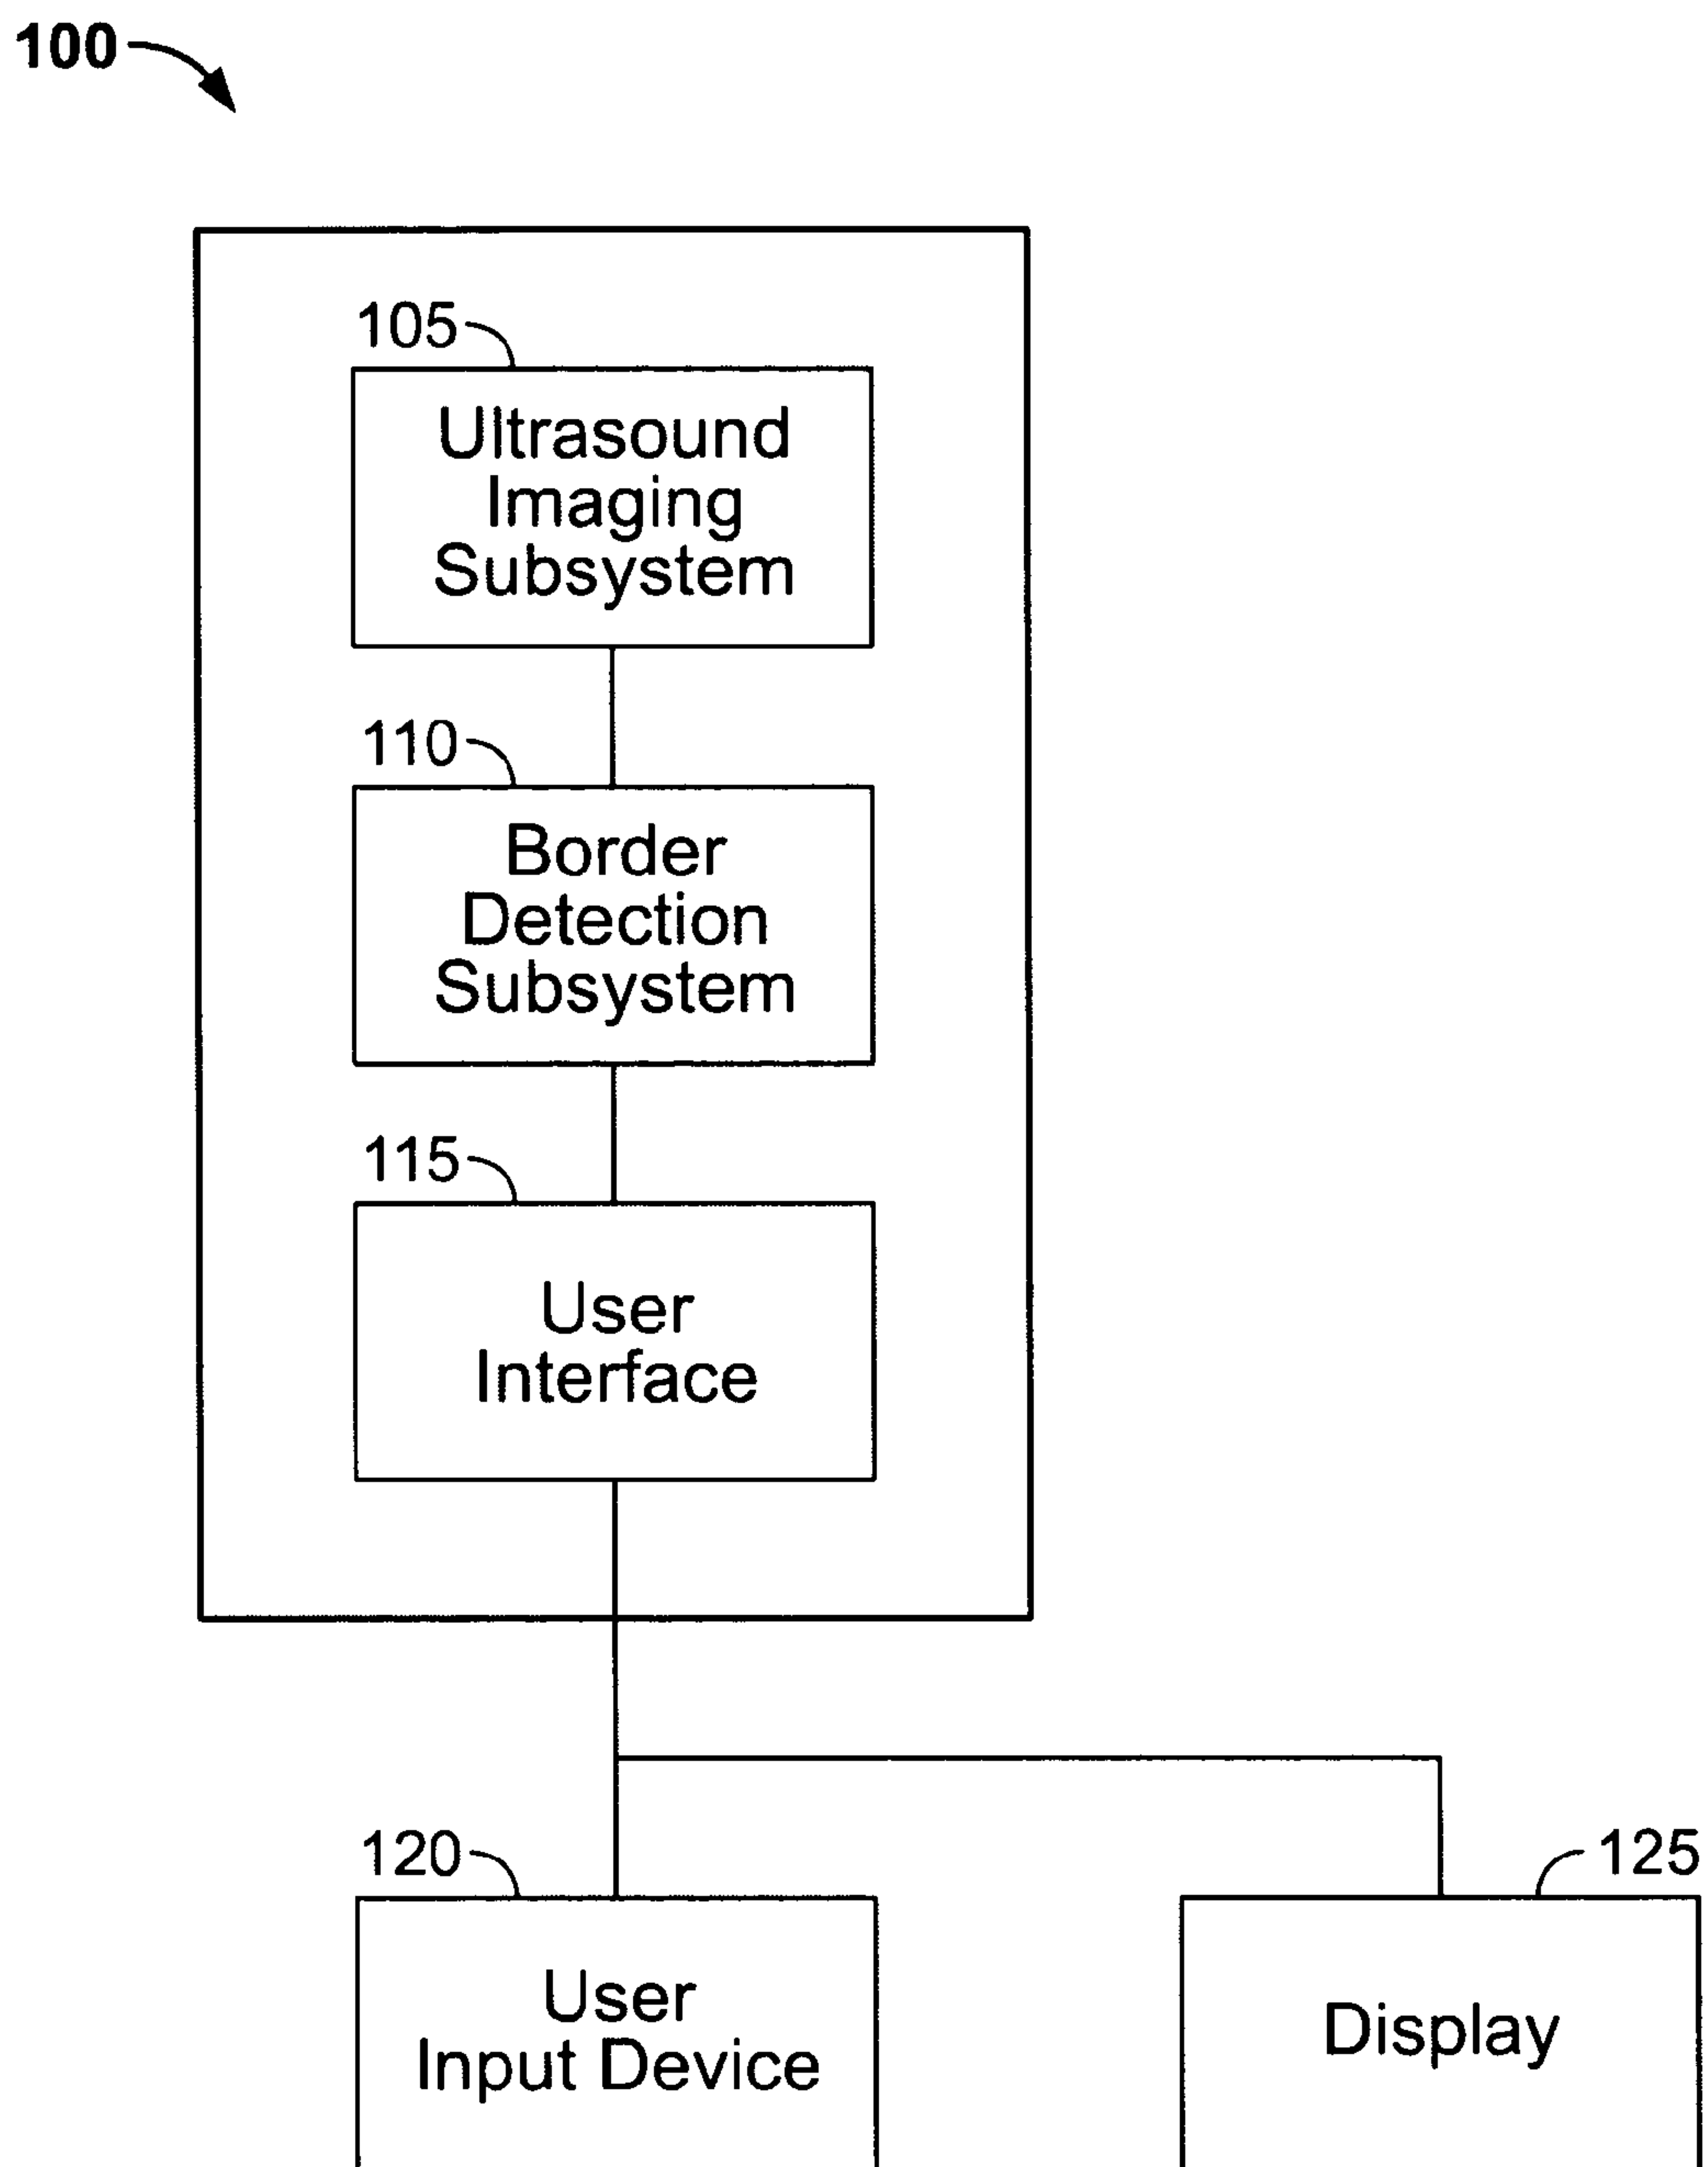 100
105
Ultrasound
Imaging
Subsystem
110
Border
Detection
Subsystem
115
User
Interface
120
User
Input Device
125
Display